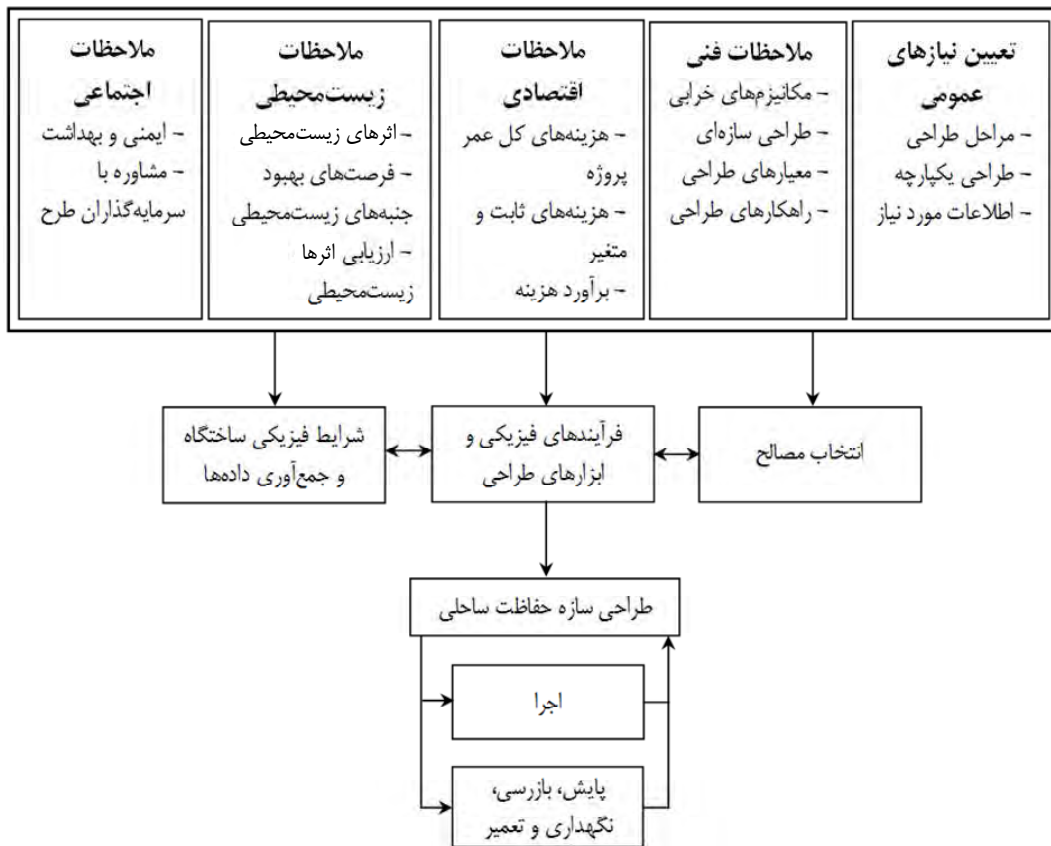 تعیین نیازهای
عمومی
- مراحل طراحی
- طراحی یکپارچه
- اطلاعات مورد نیاز
ملاحظات فنی
- مکانیزم‌های خرابی
- طراحی سازه‌ای
- معیارهای طراحی
- راهکارهای طراحی
ملاحظات
اقتصادی
- هزینه‌های کل عمر
پروژه
- هزینه‌های ثابت و
متغیر
- برآورد هزینه
ملاحظات
زیست‌محیطی
- اثرهای زیست‌محیطی
- فرصت‌های بهبود
جنبه‌های زیست‌محیطی
- ارزیابی اثرها
زیست‌محیطی
ملاحظات
اجتماعی
- ایمنی و بهداشت
- مشاوره با
سرمایه‌گذاران طرح
انتخاب مصالح
فرآیندهای فیزیکی و
ابزارهای طراحی
شرایط فیزیکی ساختگاه
و جمع‌آوری داده‌ها
طراحی سازه حفاظت ساحلی
اجرا
پایش، بازرسی،
نگهداری و تعمیر